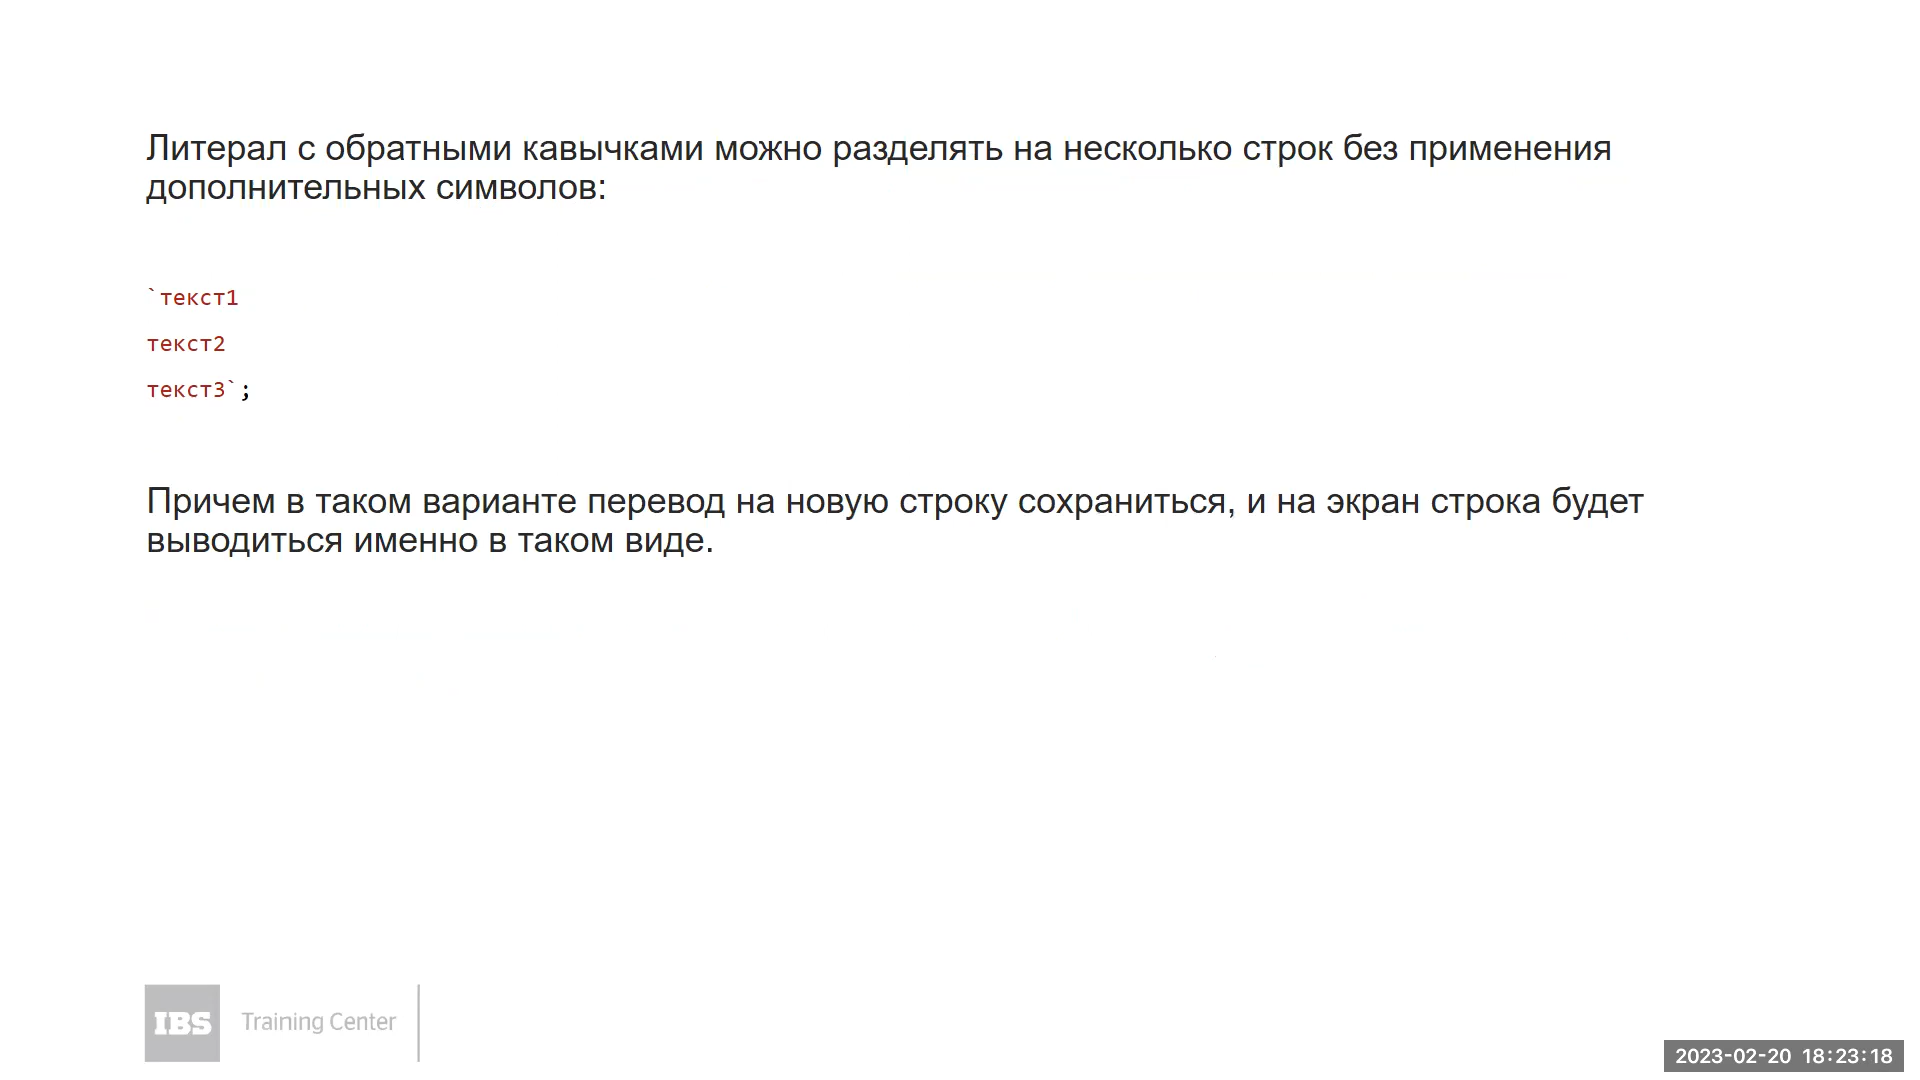 Литерал с обратными кавычками можно разделять на несколько строк без применения
дополнительных символов:
`текст1
текст2
текст3`;
Причем в таком варианте перевод на новую строку сохраниться, и на экран строка будет
выводиться именно в таком виде.
IBS Training Center
2023-02-20 18:23:18